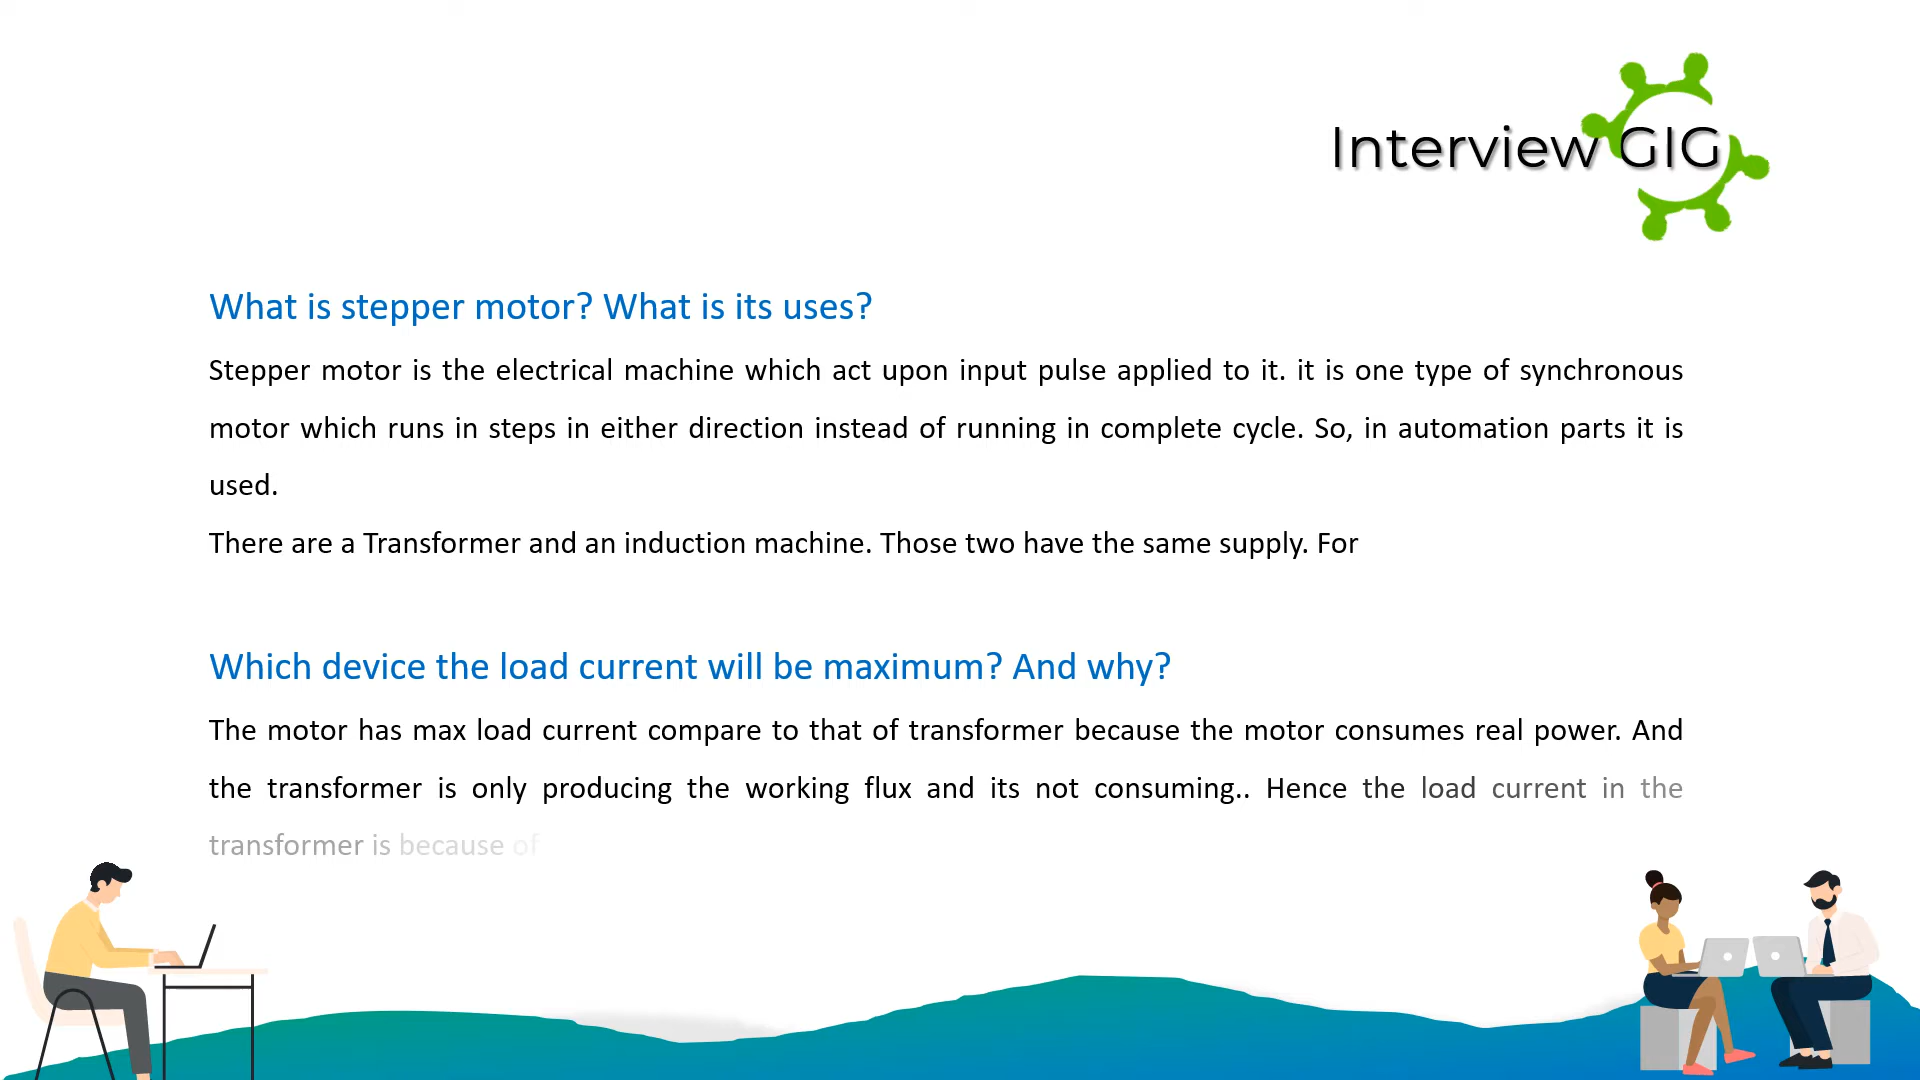 Interview GIG
What is stepper motor? What is its uses?
Stepper motor is the electrical machine which act upon input pulse applied to it. it is one type of synchronous
motor which runs in steps in either direction instead of running in complete cycle. So, in automation parts it is
used.
There are a Transformer and an induction machine. Those two have the same supply. For
Which device the load current will be maximum? And why?
The motor has max load current compare to that of transformer because the motor consumes real power. And
the transformer is only producing the working flux and its not consuming.. Hence the load current in the
transformer is because of